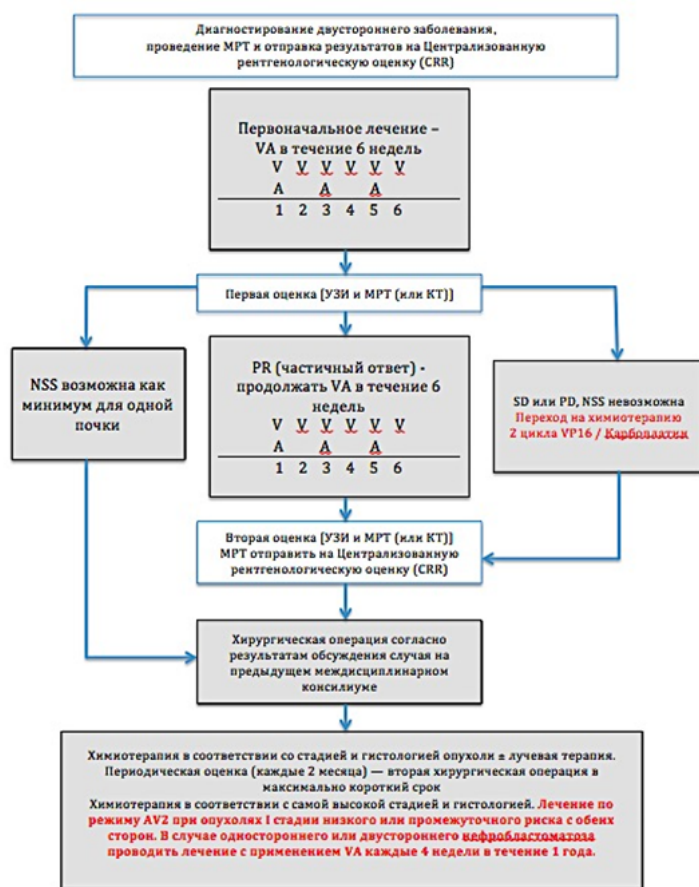 Диагностирование двустороннего заболевания,
проведение МРТ и отправка результатов на Централизованную
рентгенологическую оценку (CRR)
Первоначальное лечение –
VA в течение 6 недель
V V V V V V
A A A
1 2 3 4 5 6
Первая оценка [УЗИ и МРТ (или КТ)]
NSS возможна как
минимум для одной
почки
PR (частичный ответ) -
продолжать VA в течение 6
недель
V V V V V V
A A A
1 2 3 4 5 6
SD или PD, NSS невозможна
Переход на химиотерапию
2 цикла VP16 / Карбоплатин
Вторая оценка [УЗИ и МРТ (или КТ)]
МРТ отправить на Централизованную
рентгенологическую оценку (CRR)
Хирургическая операция согласно
результатам обсуждения случая на
предыдущем междисциплинарном
консилиуме
Химиотерапия в соответствии со стадией и гистологией опухоли ± лучевая терапия.
Периодическая оценка (каждые 2 месяца) — вторая хирургическая операция в
максимально короткий срок
Химиотерапия в соответствии с самой высокой стадией и гистологией. Лечение по
режиму AV2 при опухолях I стадии низкого или промежуточного риска с обеих
сторон. В случае одностороннего или двустороннего нефробластоматоза
проводить лечение с применением VA каждые 4 недели в течение 1 года.